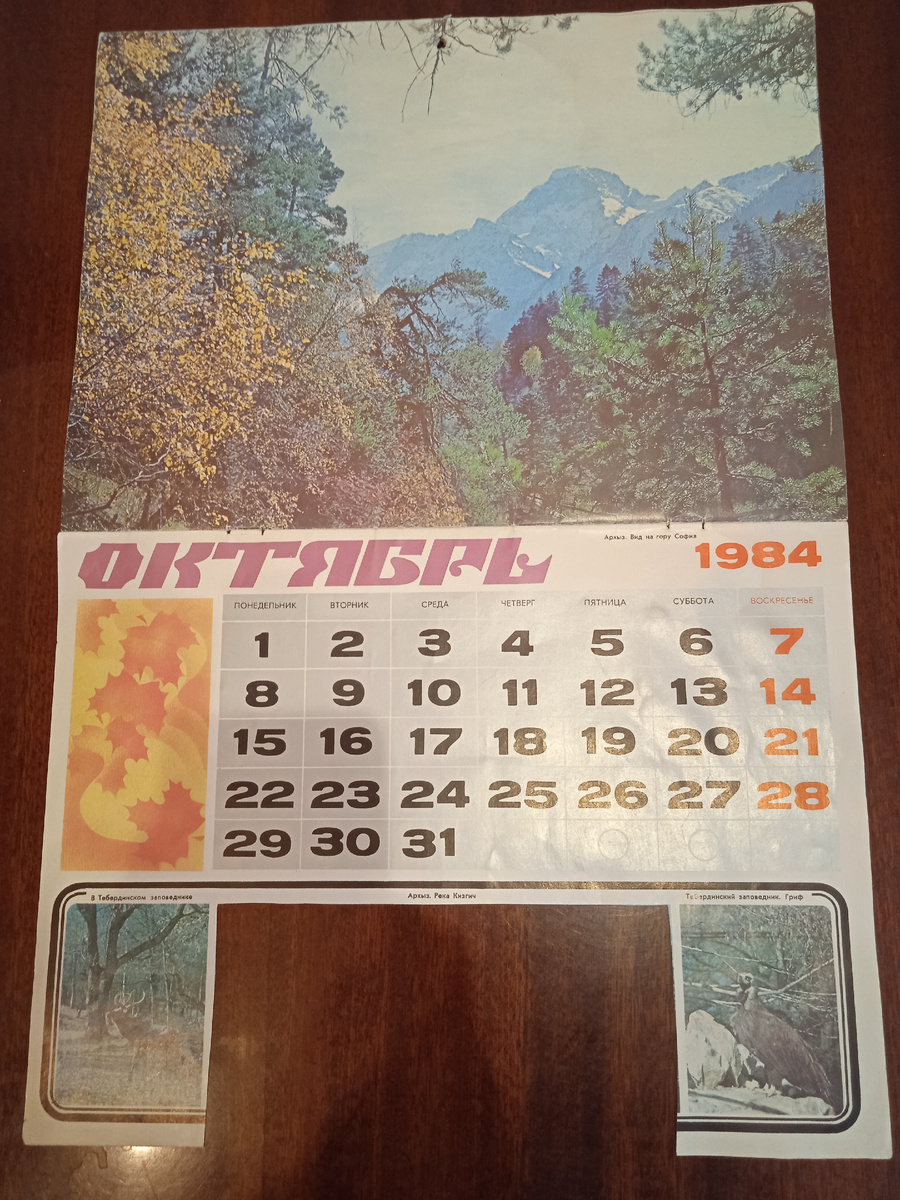 ОКТЯБРЬ
Архыз. Вид на гору София
1984
ПОНЕДЕЛЬНИК ВТОРНИК СРЕДА ЧЕТВЕРГ ПЯТНИЦА СУББОТА ВОСКРЕСЕНЬЕ
1 2 3 4 5 6 7
8 9 10 11 12 13 14
15 16 17 18 19 20 21
22 23 24 25 26 27 28
29 30 31
В Тебердинском заповеднике
Архыз. Река Кизгич
Тебердинский заповедник. Гриф